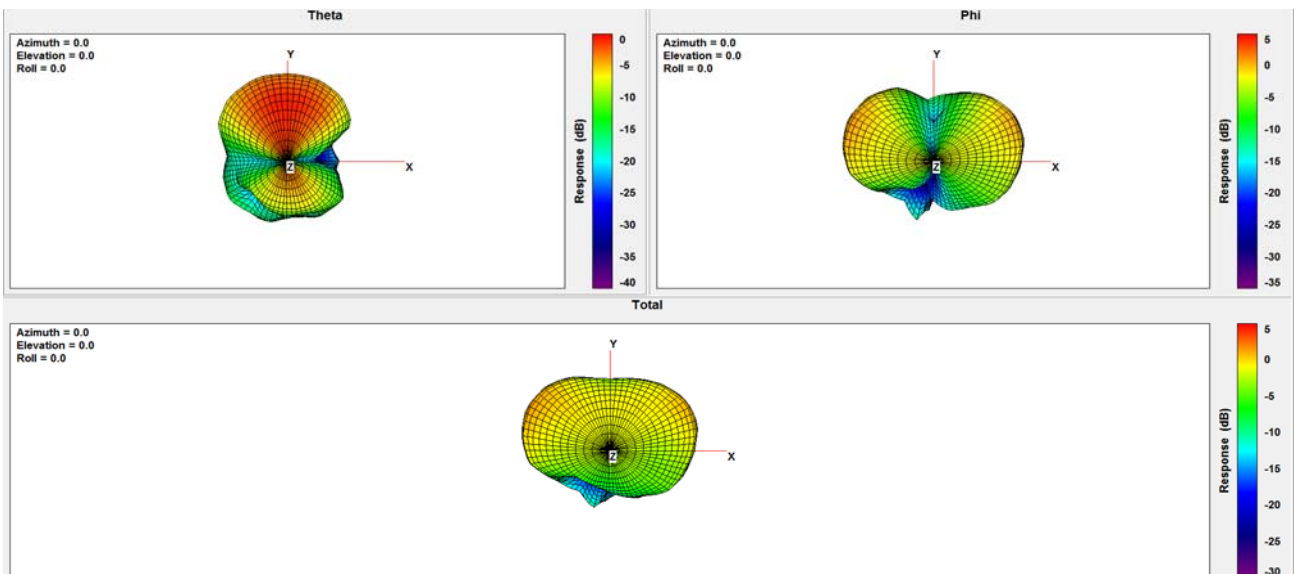 Theta
Azimuth = 0.0
Elevation = 0.0
Roll = 0.0
Y
X
Z
Response (dB)
0
-5
-10
-15
-20
-25
-30
-35
-40
Phi
Azimuth = 0.0
Elevation = 0.0
Roll = 0.0
Y
X
Z
Response (dB)
5
0
-5
-10
-15
-20
-25
-30
-35
Total
Azimuth = 0.0
Elevation = 0.0
Roll = 0.0
Y
X
Z
Response (dB)
5
0
-5
-10
-15
-20
-25
-30